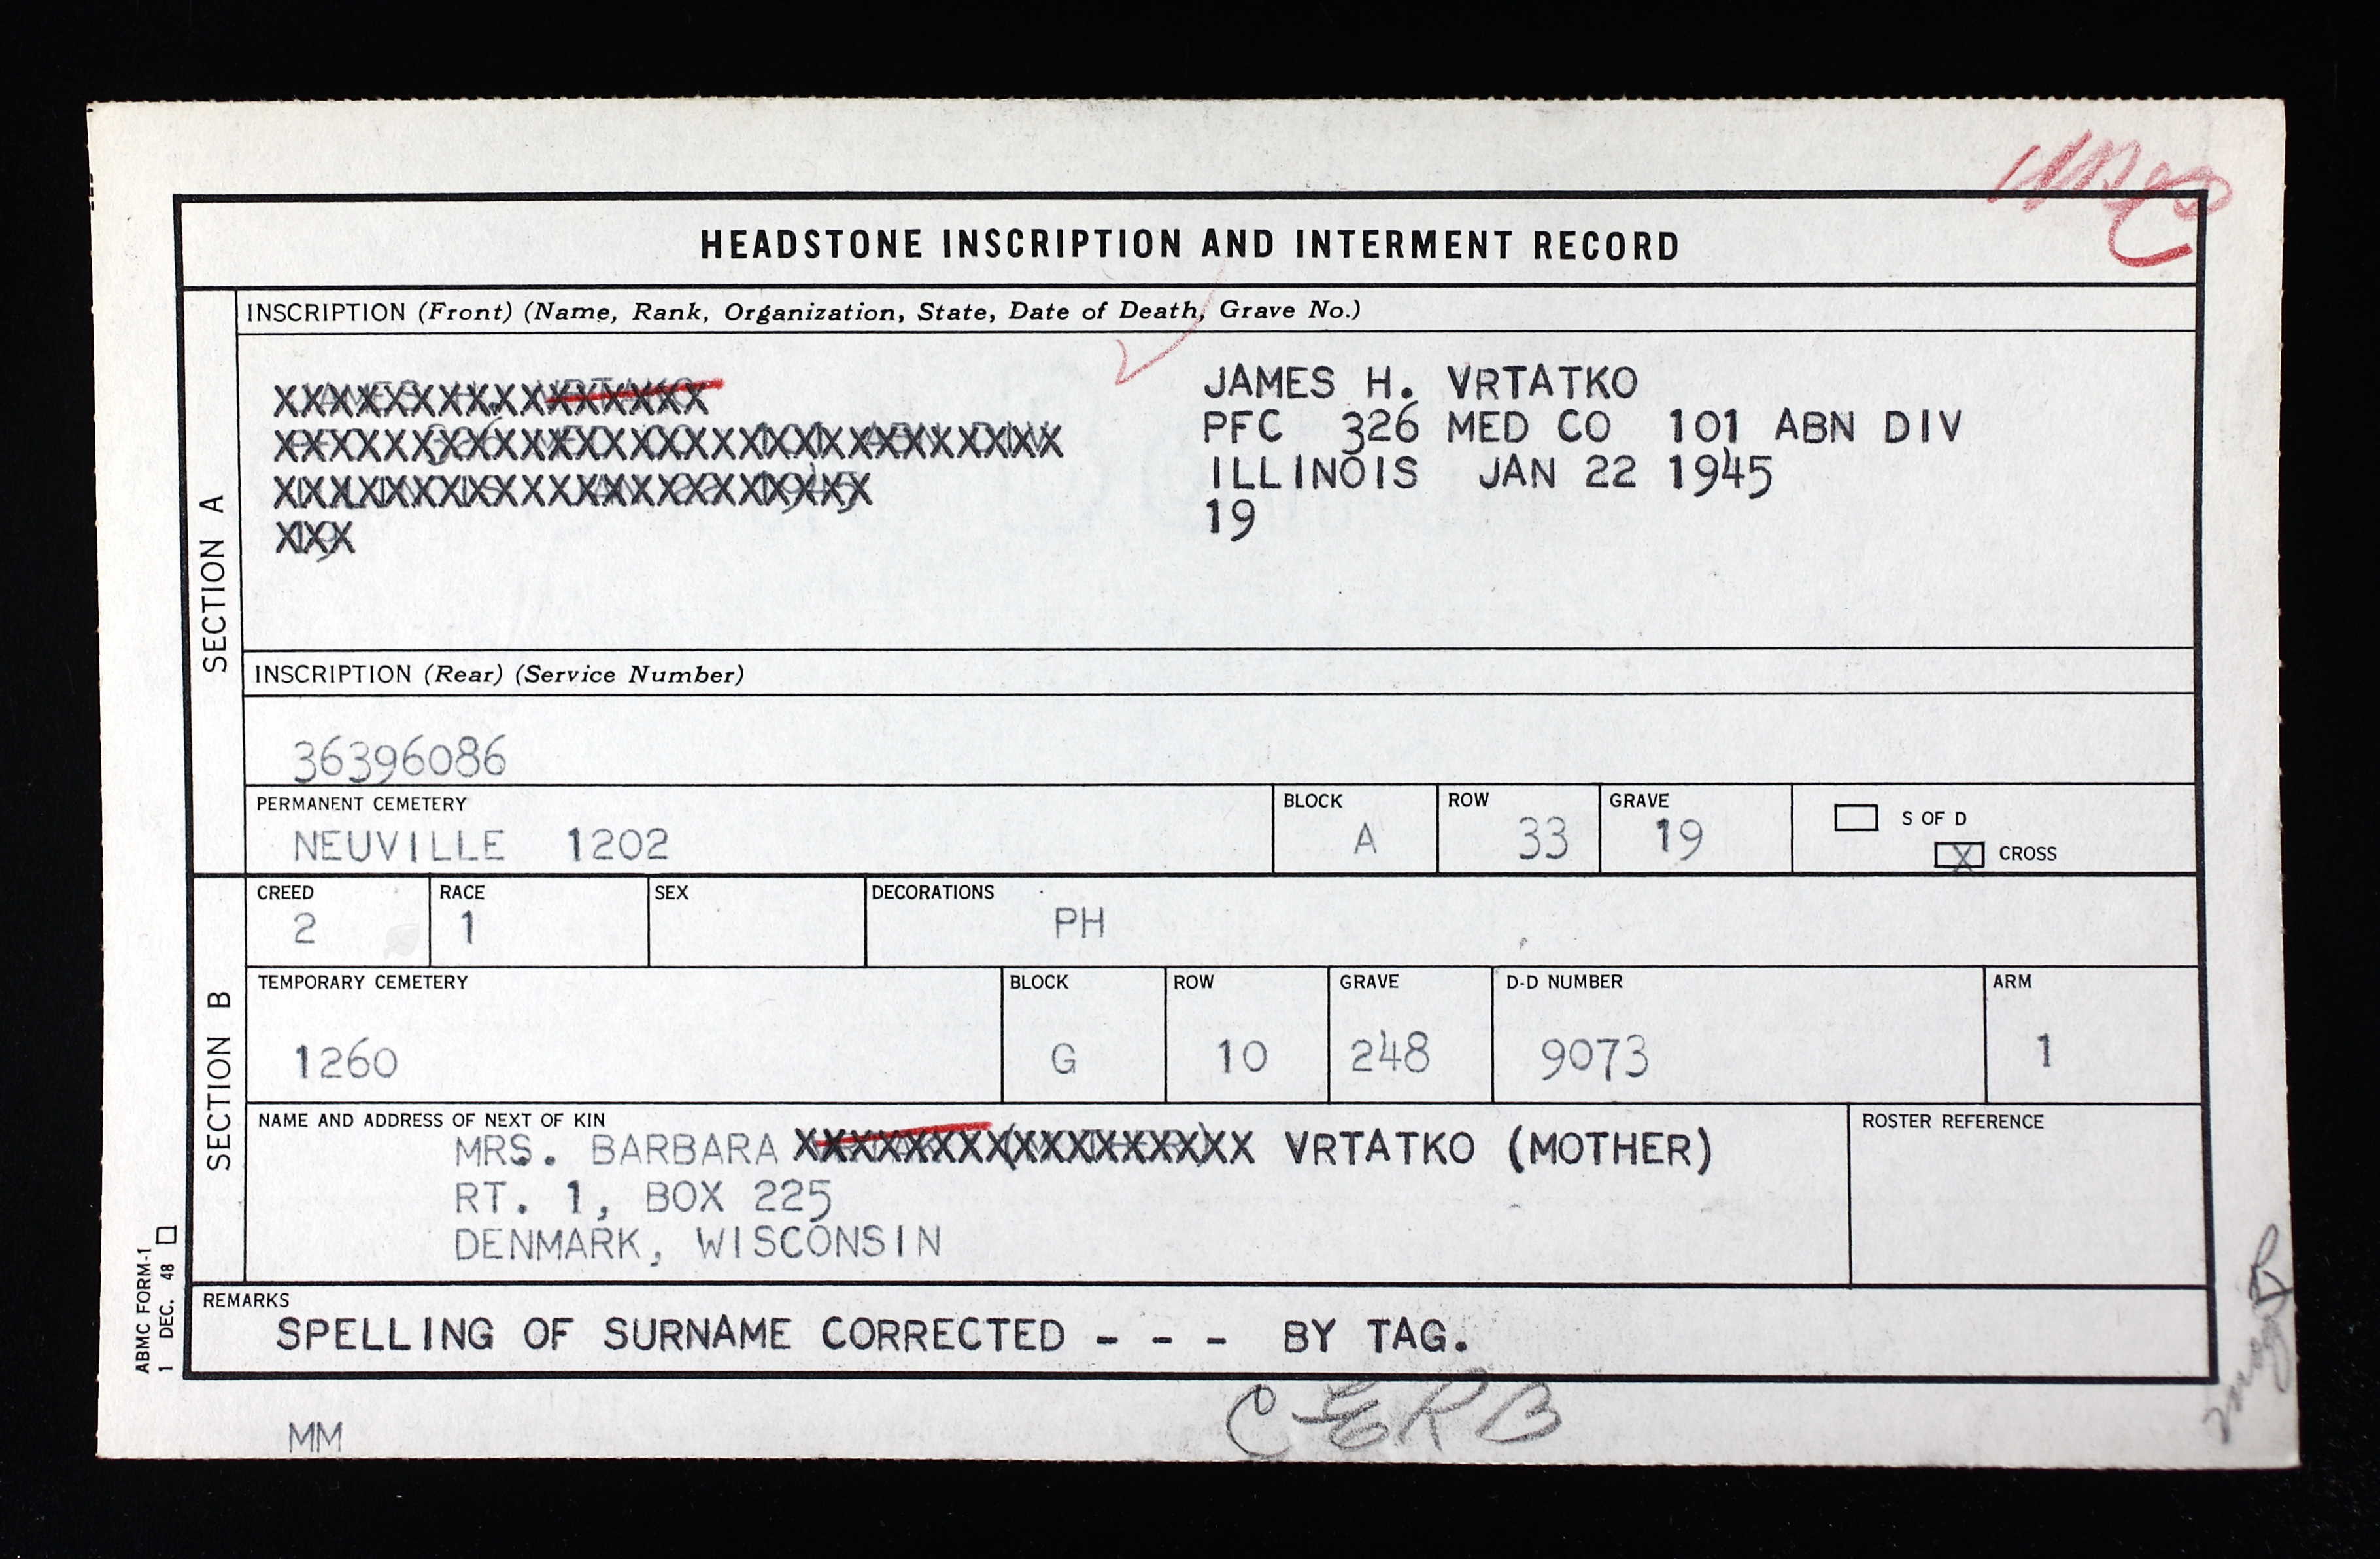 HEADSTONE INSCRIPTION AND INTERMENT RECORD
SECTION A
INSCRIPTION (Front) (Name, Rank, Organization, State, Date of Death, Grave No.)
JAMES H. VRTATKO
PFC 326 MED CO 101 ABN DIV
ILLINOIS JAN 22 1945
19
INSCRIPTION (Rear) (Service Number)
36396086
PERMANENT CEMETERY
NEUVILLE 1202
BLOCK
A
ROW
33
GRAVE
19
S OF D
X CROSS
SECTION B
CREED
2
RACE
1
SEX
DECORATIONS
PH
TEMPORARY CEMETERY
1260
BLOCK
G
ROW
10
GRAVE
248
D-D NUMBER
9073
ARM
1
NAME AND ADDRESS OF NEXT OF KIN
MRS. BARBARA VRTATKO (MOTHER)
RT. 1, BOX 225
DENMARK, WISCONSIN
ROSTER REFERENCE
REMARKS
SPELLING OF SURNAME CORRECTED - - - BY TAG.
ABMC FORM-1
1 DEC. 48
MM